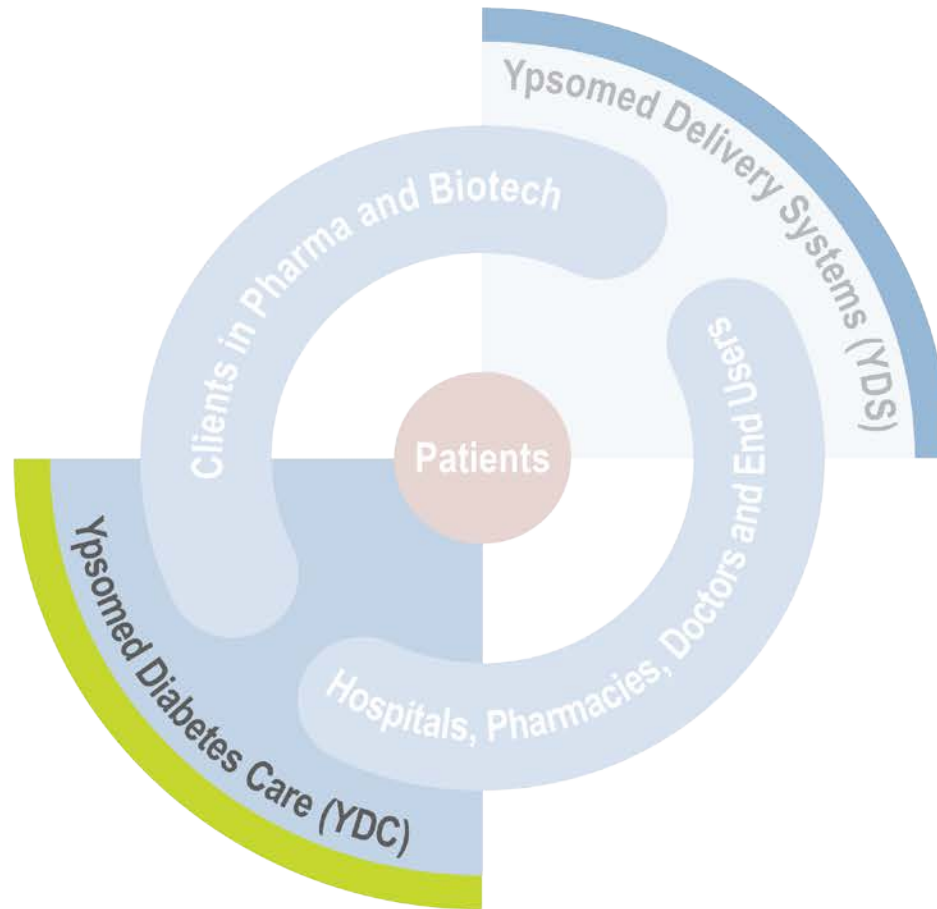 Ypsomed Delivery Systems (YDS)
Clients in Pharma and Biotech
Patients
Hospitals, Pharmacies, Doctors and End Users
Ypsomed Diabetes Care (YDC)